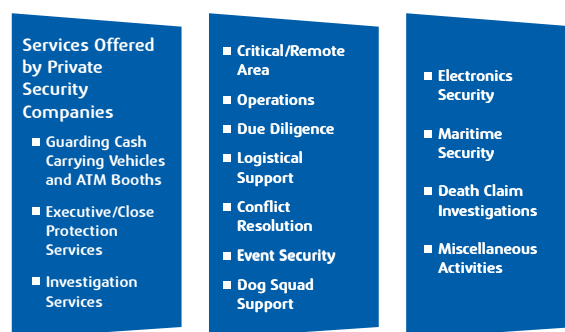 Services Offered
by Private
Security
Companies
Guarding Cash
Carrying Vehicles
and ATM Booths
Executive/Close
Protection
Services
Investigation
Services
Critical/Remote
Area
Operations
Due Diligence
Logistical
Support
Conflict
Resolution
Event Security
Dog Squad
Support
Electronics
Security
Maritime
Security
Death Claim
Investigations
Miscellaneous
Activities